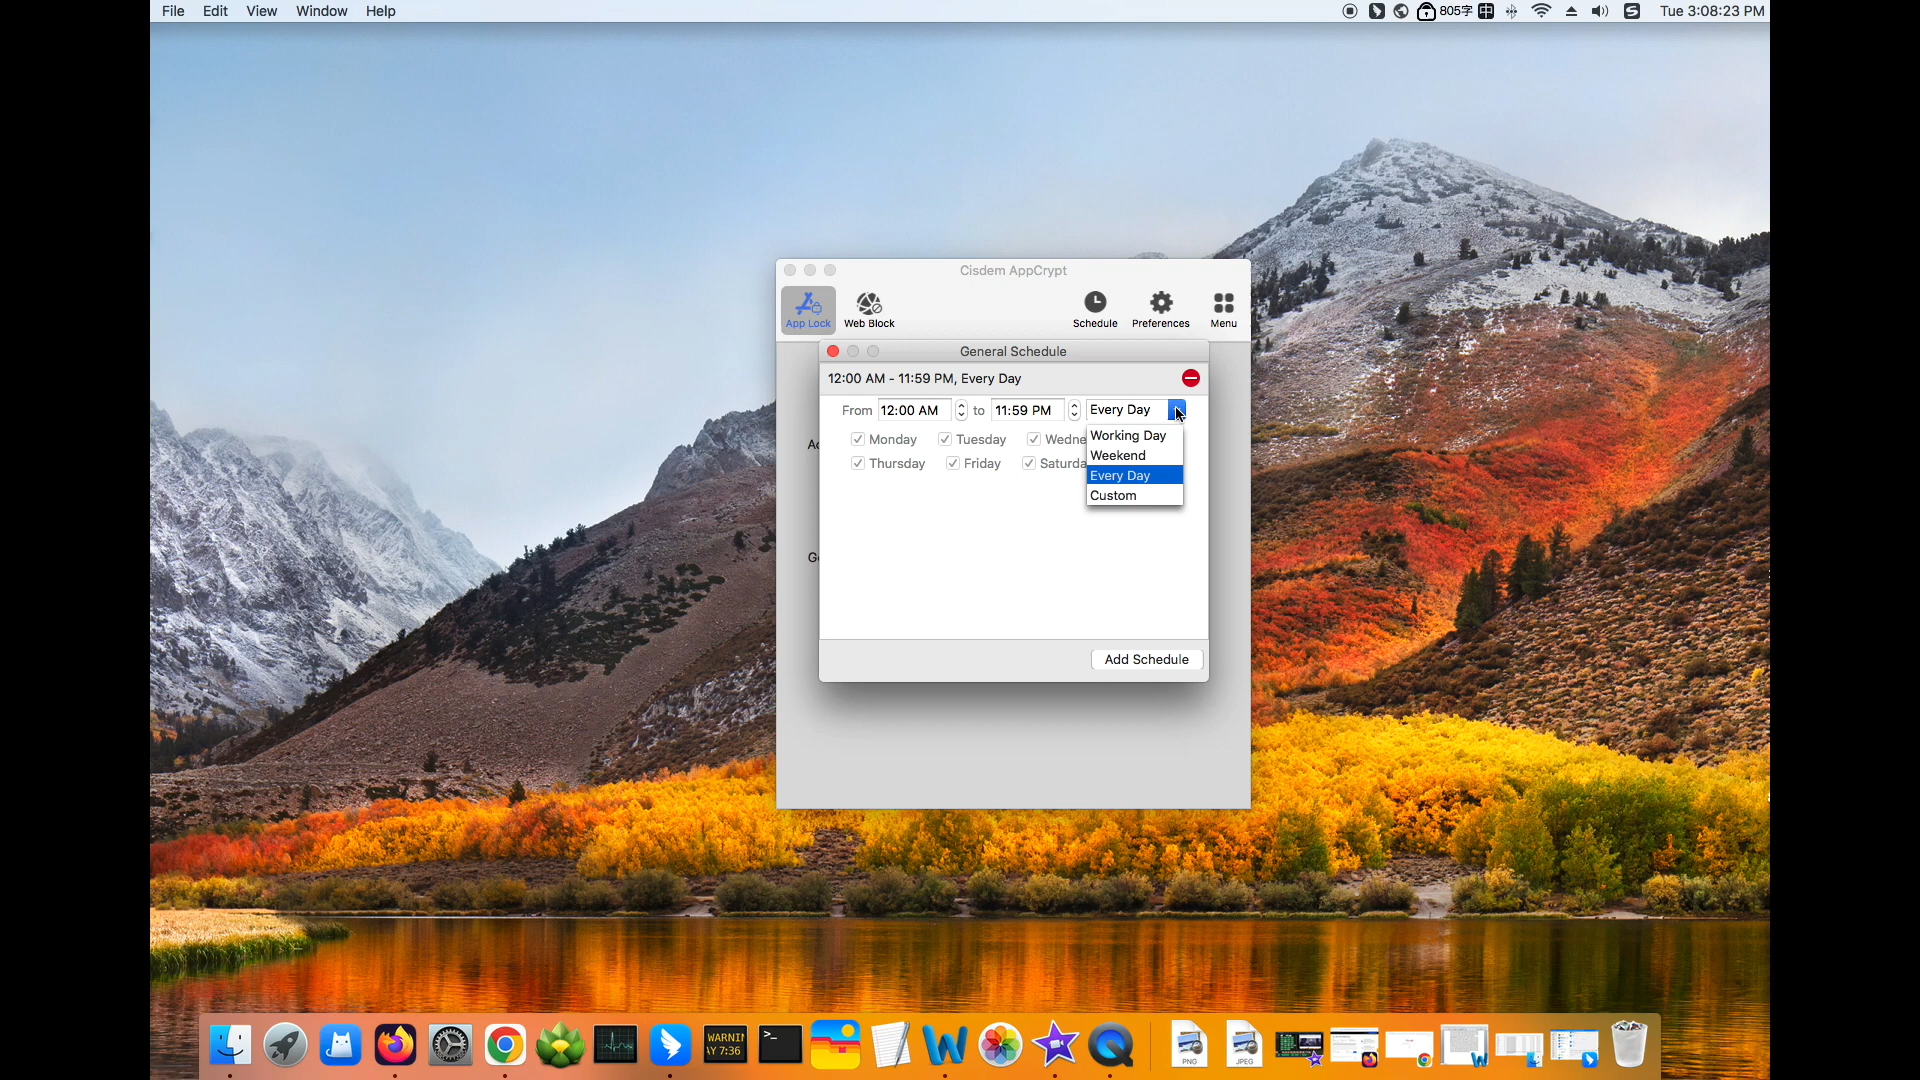 File Edit View Window Help
805字 中 Tue 3:08:23 PM
Cisdem AppCrypt
App Lock Web Block Schedule Preferences Menu
General Schedule
12:00 AM - 11:59 PM, Every Day
From 12:00 AM to 11:59 PM Every Day
Monday Tuesday Wedne
Thursday Friday Saturda
Working Day
Weekend
Every Day
Custom
Add Schedule
WARNIN
AY 7:36
PNG
JPEG